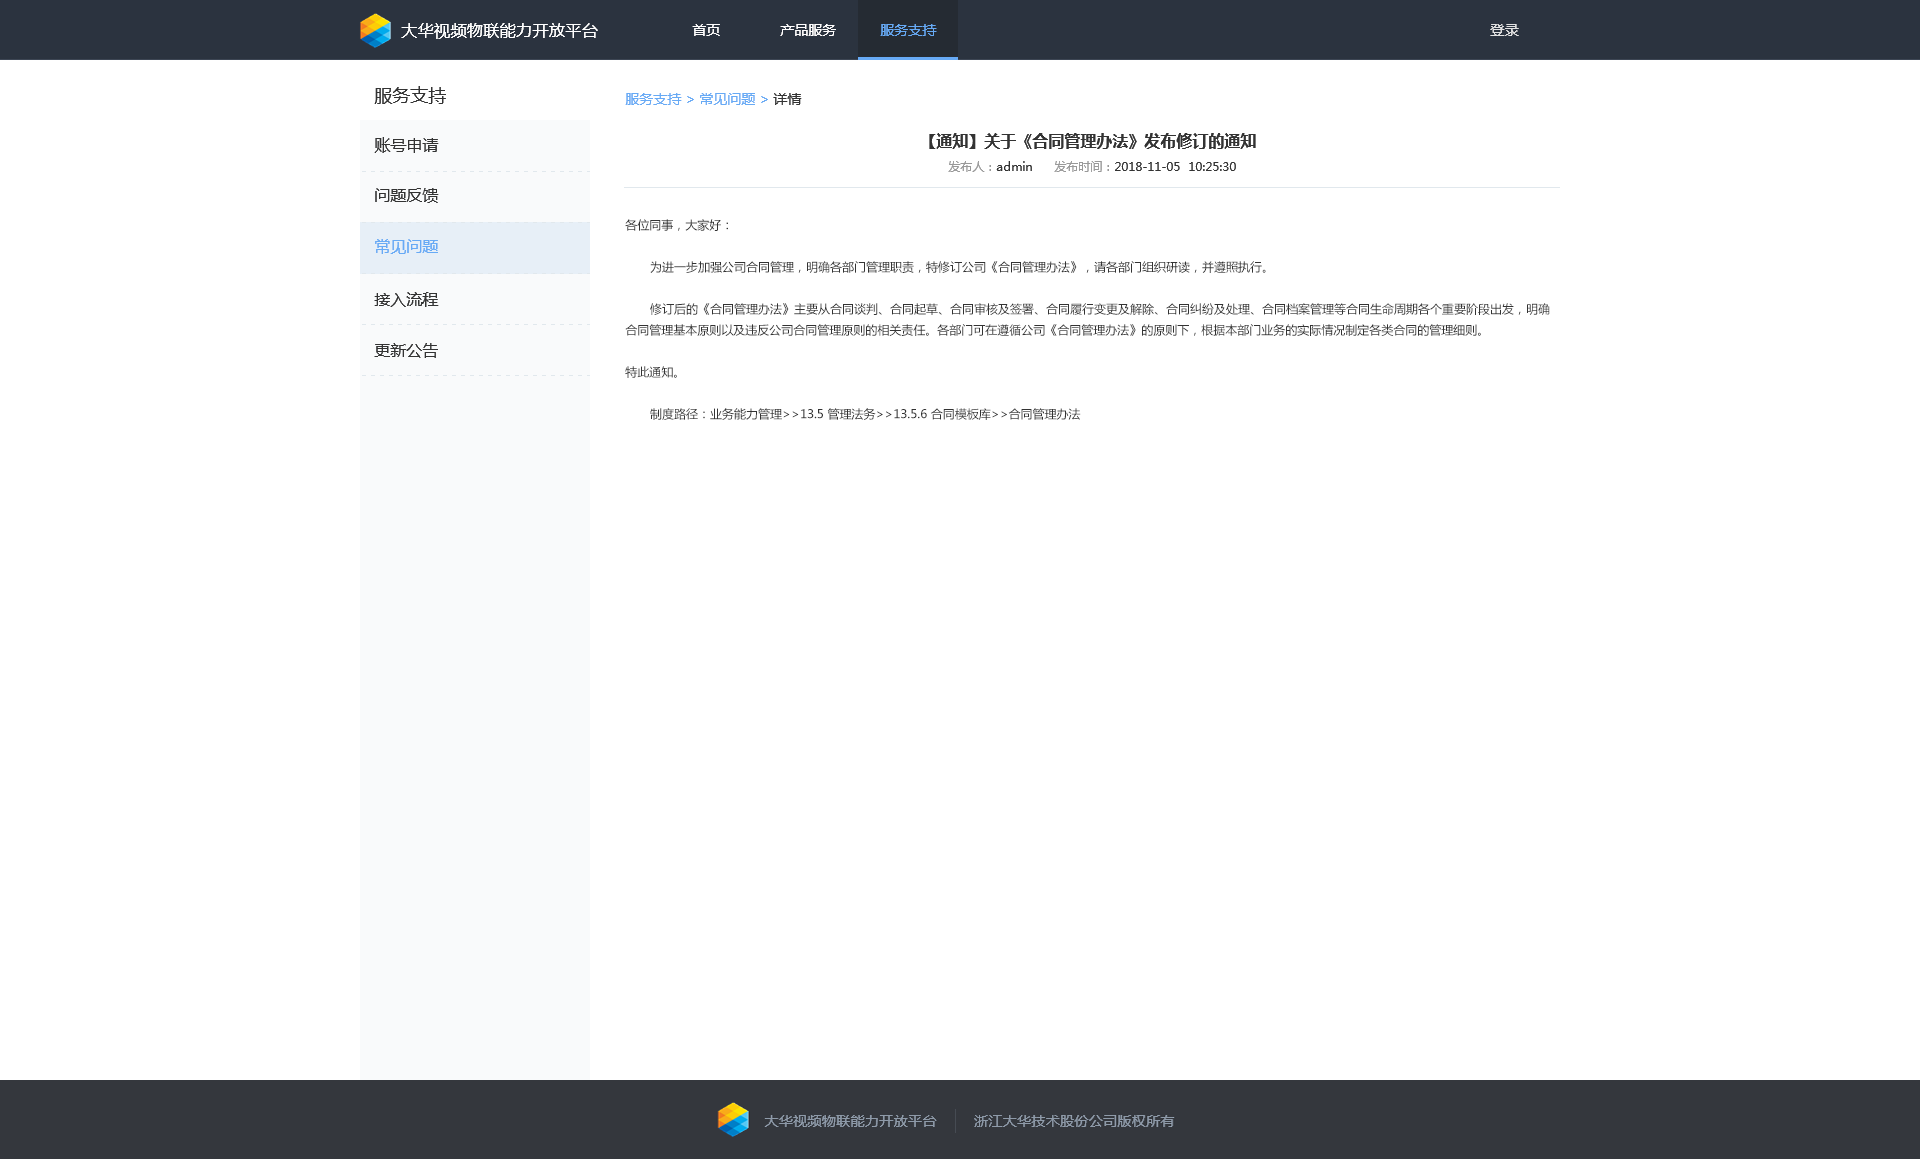 大华视频物联能力开放平台
首页
产品服务
服务支持
登录
服务支持
账号申请
问题反馈
常见问题
接入流程
更新公告
服务支持 > 常见问题 > 详情
【通知】关于《合同管理办法》发布修订的通知
发布人：admin 发布时间：2018-11-05 10:25:30
各位同事，大家好：
为进一步加强公司合同管理，明确各部门管理职责，特修订公司《合同管理办法》，请各部门组织研读，并遵照执行。
修订后的《合同管理办法》主要从合同谈判、合同起草、合同审核及签署、合同履行变更及解除、合同纠纷及处理、合同档案管理等合同生命周期各个重要阶段出发，明确
合同管理基本原则以及违反公司合同管理原则的相关责任。各部门可在遵循公司《合同管理办法》的原则下，根据本部门业务的实际情况制定各类合同的管理细则。
特此通知。
制度路径：业务能力管理>>13.5 管理法务>>13.5.6 合同模板库>>合同管理办法
大华视频物联能力开放平台
浙江大华技术股份公司版权所有